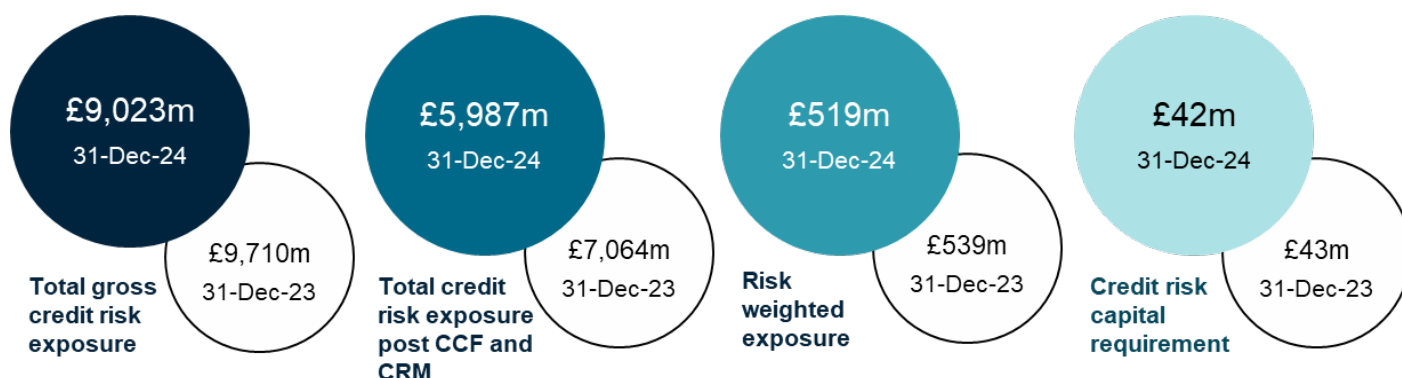 £9,023m
31-Dec-24
£9,710m
31-Dec-23
Total gross
credit risk
exposure
£5,987m
31-Dec-24
£7,064m
31-Dec-23
Total credit
risk exposure
post CCF and
CRM
£519m
31-Dec-24
£539m
31-Dec-23
Risk
weighted
exposure
£42m
31-Dec-24
£43m
31-Dec-23
Credit risk
capital
requirement